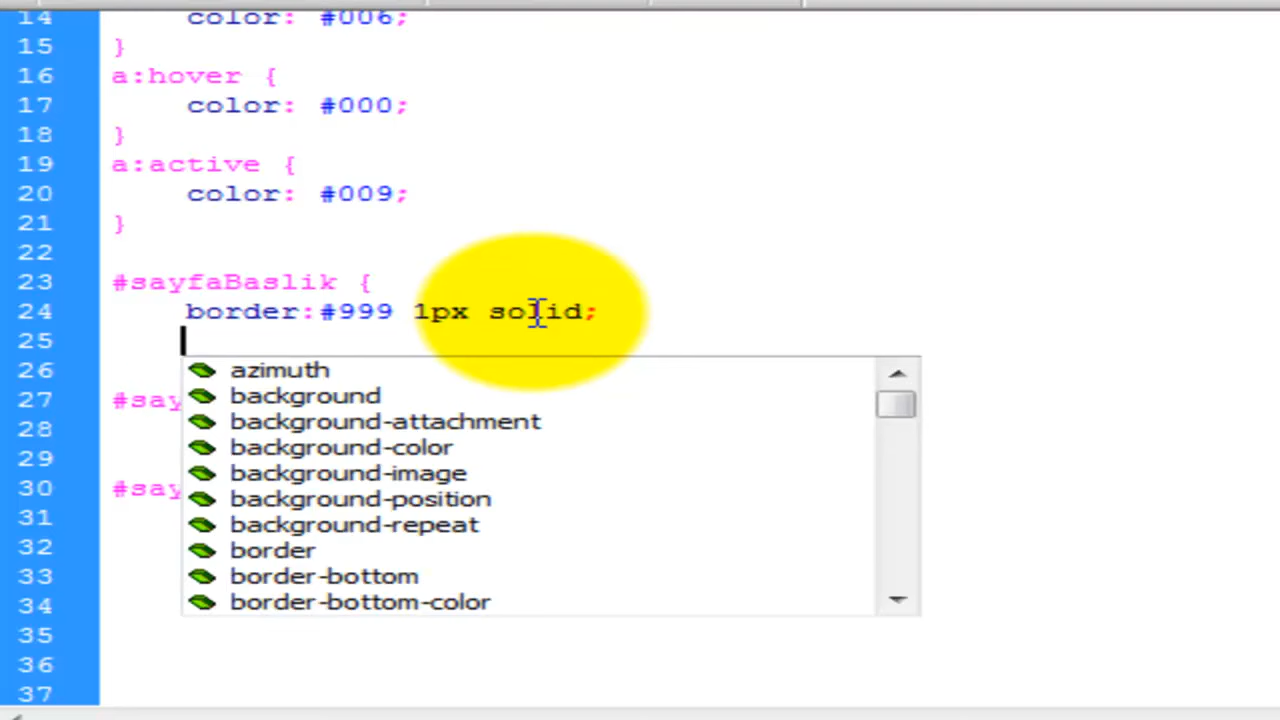 14 color: #006;
15 }
16 a:hover {
17 color: #000;
18 }
19 a:active {
20 color: #009;
21 }
22
23 #sayfaBaslik {
24 border:#999 1px solid;
25
26
27 #say
28
29
30 #say
31
32
33
34
35
36
37
azimuth
background
background-attachment
background-color
background-image
background-position
background-repeat
border
border-bottom
border-bottom-color